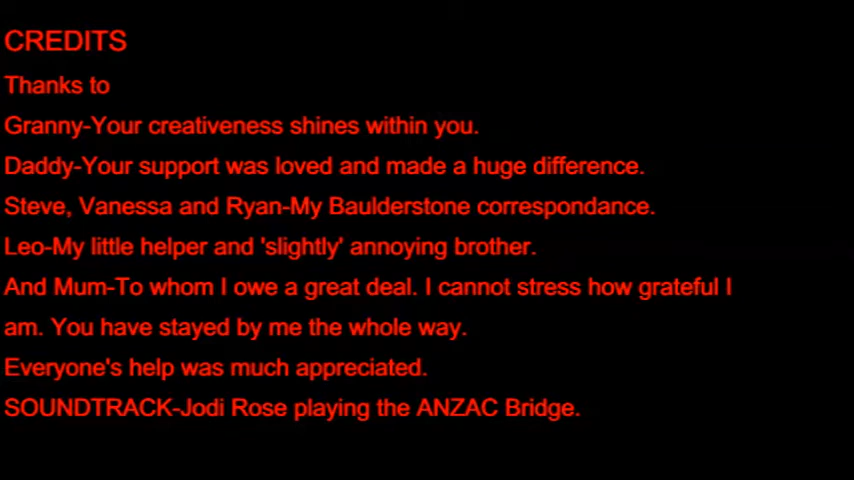 CREDITS
Thanks to
Granny-Your creativeness shines within you.
Daddy-Your support was loved and made a huge difference.
Steve, Vanessa and Ryan-My Baulderstone correspondance.
Leo-My little helper and 'slightly' annoying brother.
And Mum-To whom I owe a great deal. I cannot stress how grateful I
am. You have stayed by me the whole way.
Everyone's help was much appreciated.
SOUNDTRACK-Jodi Rose playing the ANZAC Bridge.